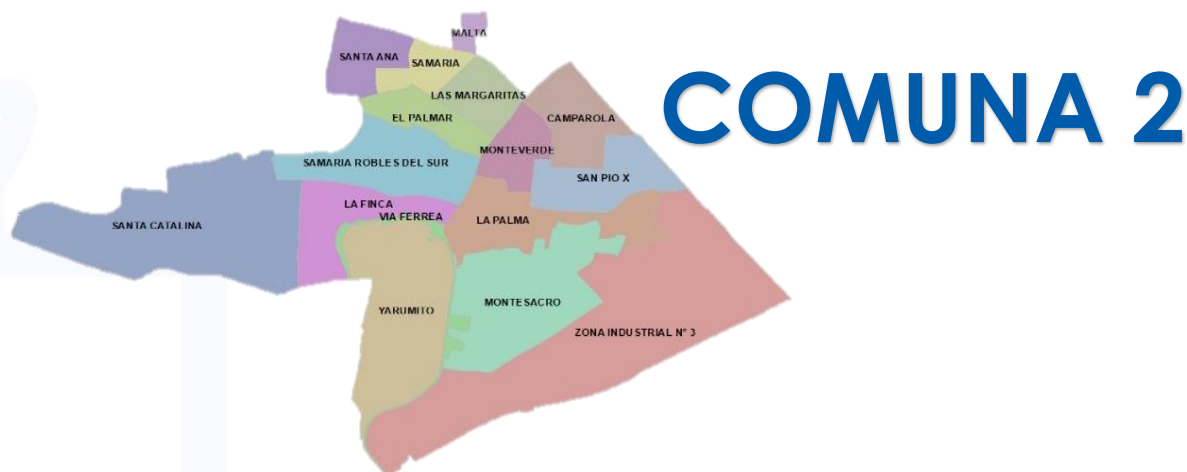 MALTA
SANTA ANA
SAMARIA
COMUNA 2
LAS MARGARITAS
EL PALMAR
CAMPAROLA
MONTEVERDE
SAMARIA ROBLES DEL SUR
SAN PIO X
LA FINCA
VIA FERREA
LA PALMA
SANTA CATALINA
MONTESACRO
YARUMITO
ZONA INDUSTRIAL N° 3